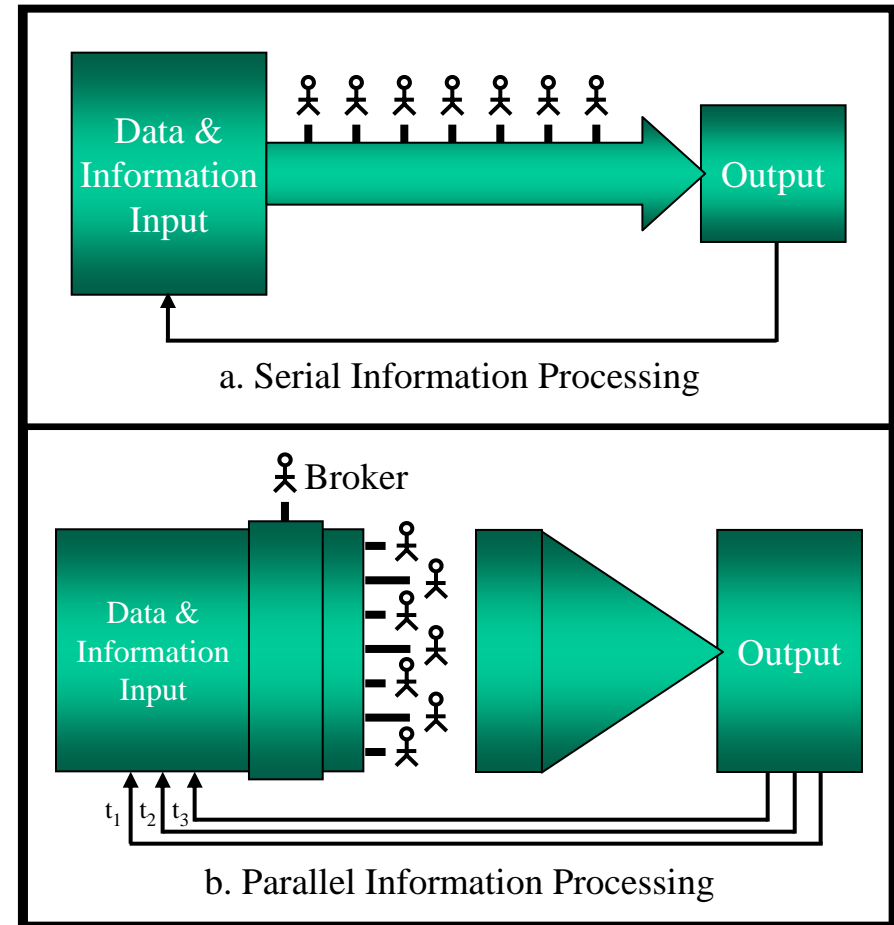 Data &
Information
Input
Output
a. Serial Information Processing
Broker
Data &
Information
Input
Output
t₁ t₂ t₃
b. Parallel Information Processing